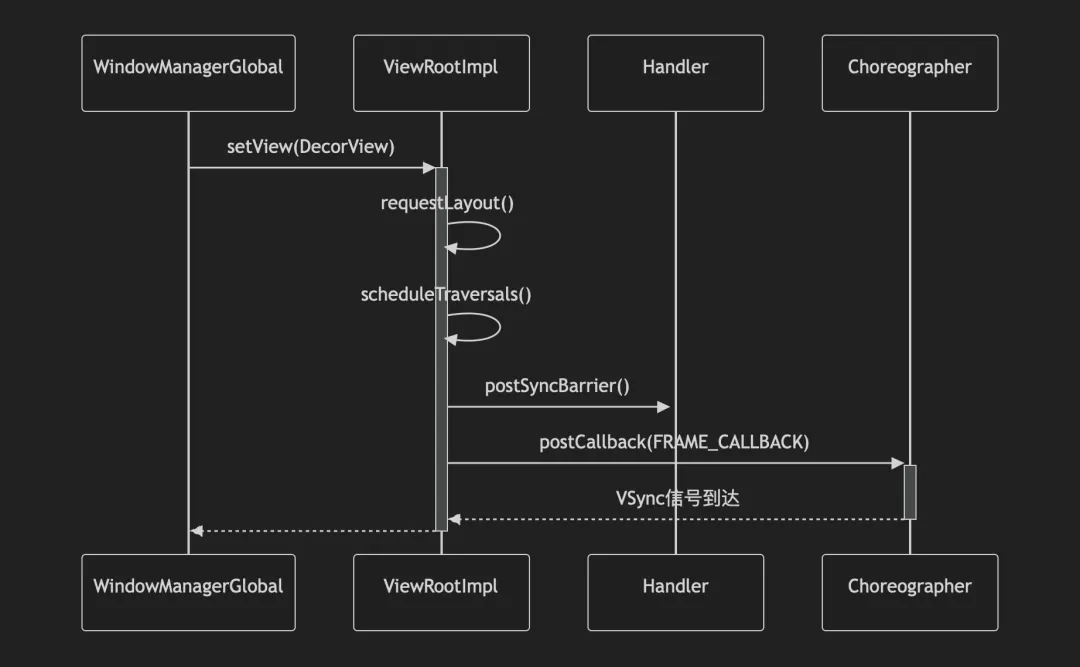 WindowManagerGlobal
ViewRootImpl
Handler
Choreographer
setView(DecorView)
requestLayout()
scheduleTraversals()
postSyncBarrier()
postCallback(FRAME_CALLBACK)
VSync信号到达
WindowManagerGlobal
ViewRootImpl
Handler
Choreographer